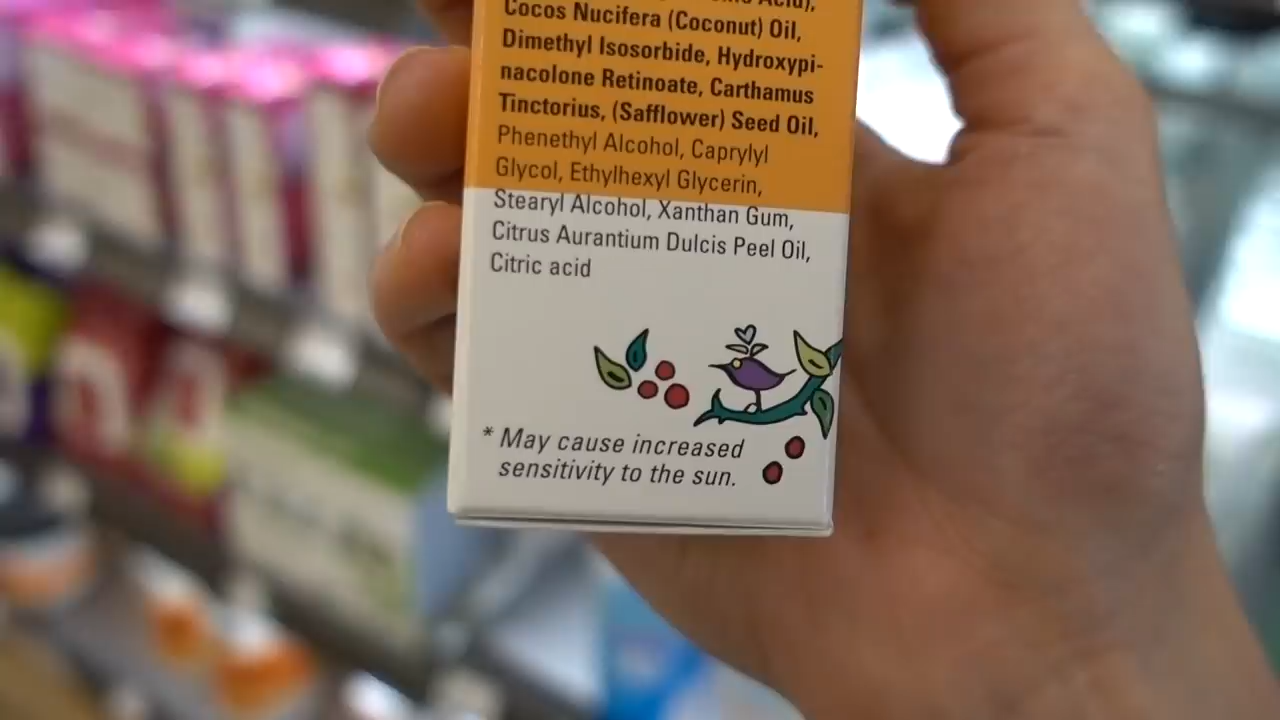 Acid),
Cocos Nucifera (Coconut) Oil,
Dimethyl Isosorbide, Hydroxypi-
nacolone Retinoate, Carthamus
Tinctorius, (Safflower) Seed Oil,
Phenethyl Alcohol, Caprylyl
Glycol, Ethylhexyl Glycerin,
Stearyl Alcohol, Xanthan Gum,
Citrus Aurantium Dulcis Peel Oil,
Citric acid
* May cause increased
sensitivity to the sun.